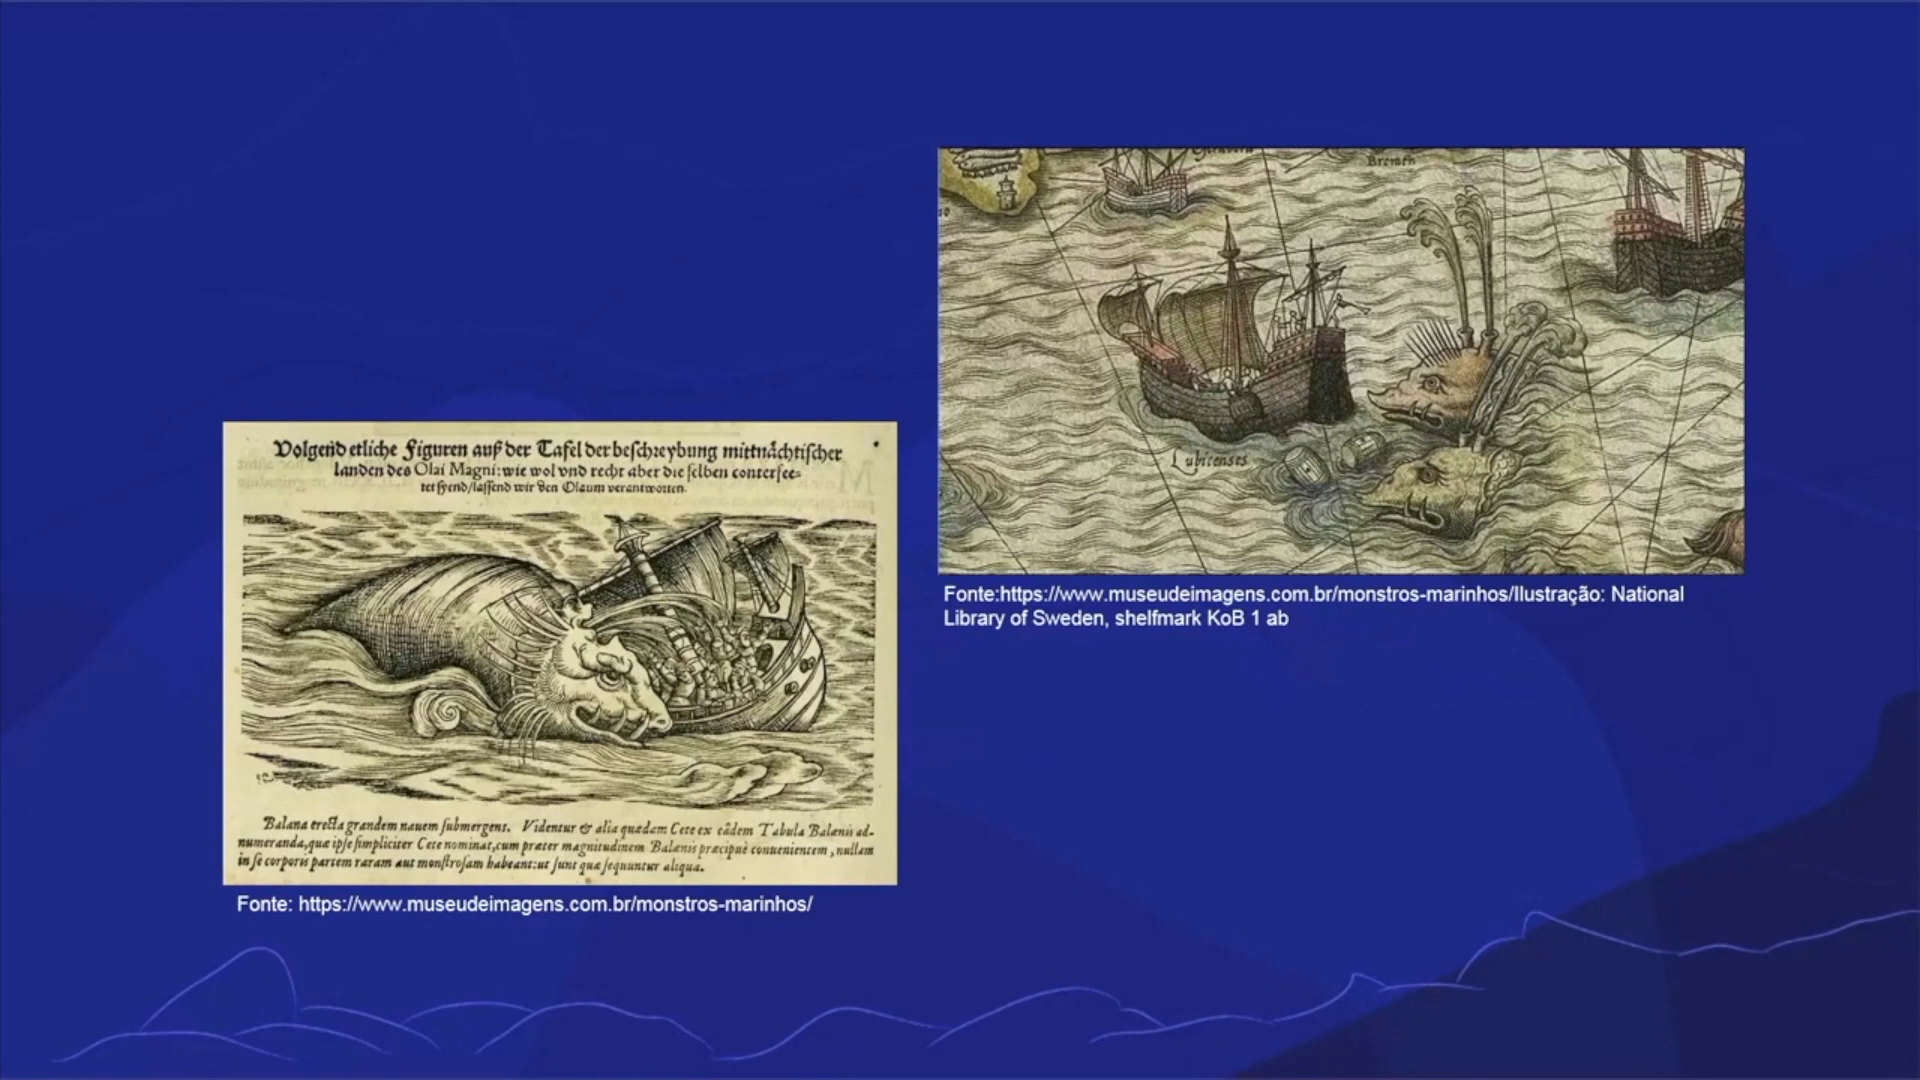 Volgend etliche Figuren auß der Tafel der beschreybung mittnächtischer
landen des Olai Magni: wie wol vnd recht aber die selben conterfee-
tet syend/lassend wir den Olaum verantworten.
Balæna erecta grandem nauem submergens. Videntur & alia quædam Cete ex eâdem Tabula Balænis ad-
numeranda, quæ ipse simpliciter Cete nominat, cum præter magnitudinem Balænis præcipuè conuenientem, nullam
in se corporis partem raram aut monstrosam habeant: ut sunt quæ sequuntur aliqua.
Fonte: https://www.museudeimagens.com.br/monstros-marinhos/
Bremen
Lubicenses
Fonte:https://www.museudeimagens.com.br/monstros-marinhos/Ilustração: National
Library of Sweden, shelfmark KoB 1 ab